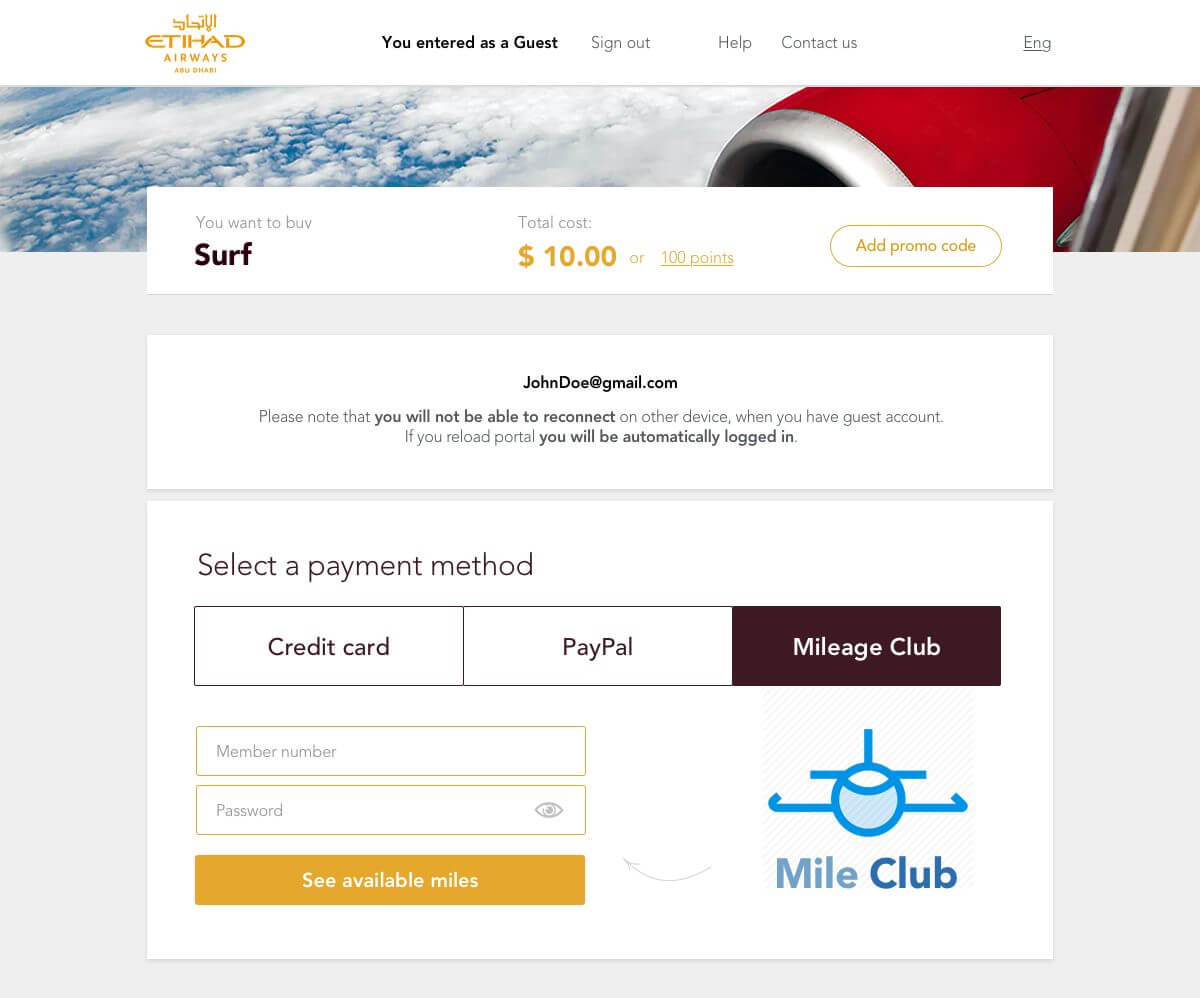 الإتحاد
ETIHAD
AIRWAYS
ABU DHABI
You entered as a Guest
Sign out
Help
Contact us
Eng
You want to buy
Surf
Total cost:
$ 10.00 or 100 points
Add promo code
JohnDoe@gmail.com
Please note that you will not be able to reconnect on other device, when you have guest account.
If you reload portal you will be automatically logged in.
Select a payment method
Credit card
PayPal
Mileage Club
Member number
Password
See available miles
Mile Club